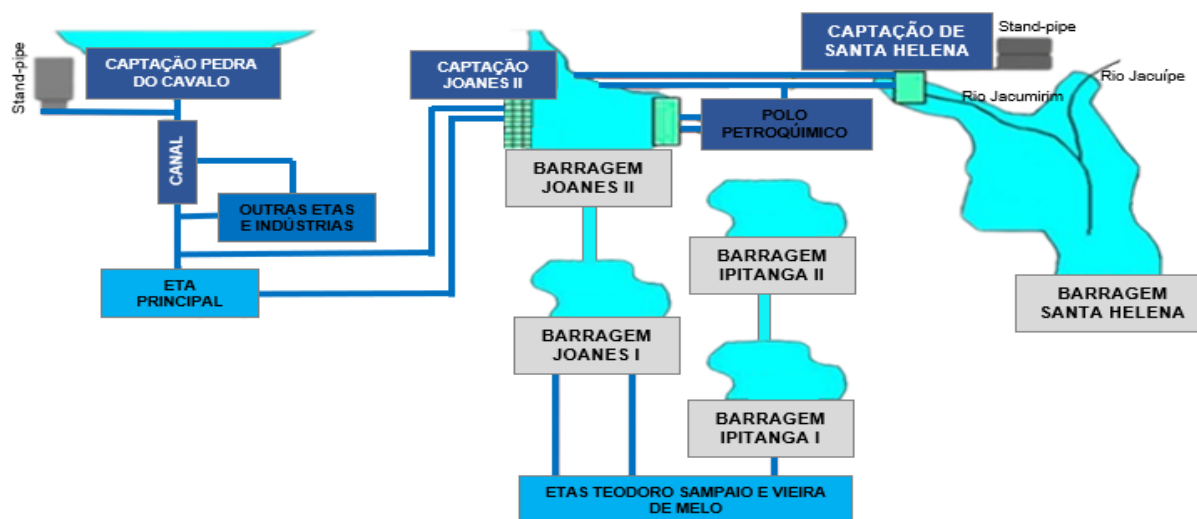 Stand-pipe
CAPTAÇÃO PEDRA
DO CAVALO
CAPTAÇÃO
JOANES II
CAPTAÇÃO DE
SANTA HELENA
Stand-pipe
Rio Jacuípe
Rio Jacumirim
POLO
PETROQÚIMICO
CANAL
BARRAGEM
JOANES II
OUTRAS ETAS
E INDÚSTRIAS
BARRAGEM
IPITANGA II
ETA
PRINCIPAL
BARRAGEM
SANTA HELENA
BARRAGEM
JOANES I
BARRAGEM
IPITANGA I
ETAS TEODORO SAMPAIO E VIEIRA
DE MELO